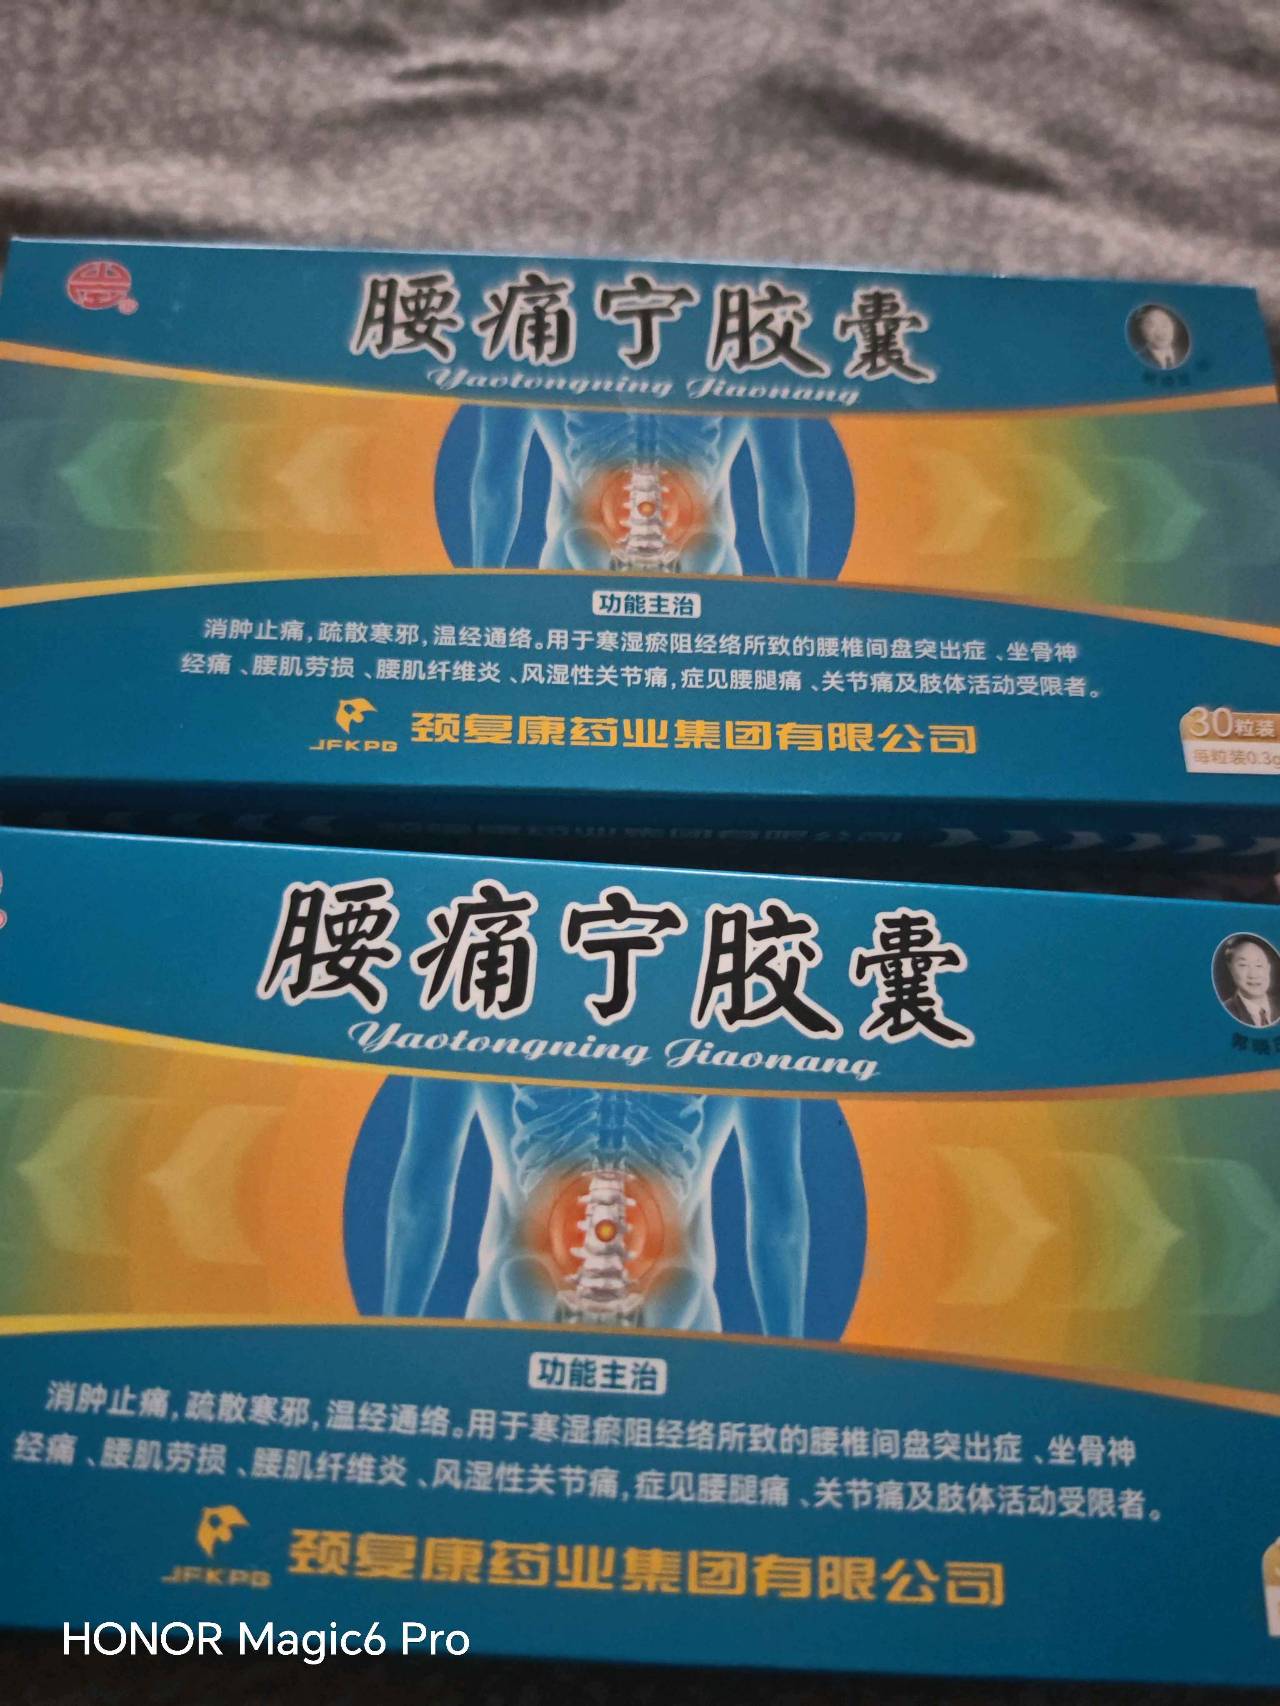 腰痛宁胶囊
Yaotongning Jiaonang
功能主治
消肿止痛,疏散寒邪,温经通络。用于寒湿瘀阻经络所致的腰椎间盘突出症、坐骨神
经痛、腰肌劳损、腰肌纤维炎、风湿性关节痛,症见腰腿痛、关节痛及肢体活动受限者。
JFKPG 颈复康药业集团有限公司
30粒装
每粒装0.3g
腰痛宁胶囊
Yaotongning Jiaonang
功能主治
消肿止痛,疏散寒邪,温经通络。用于寒湿瘀阻经络所致的腰椎间盘突出症、坐骨神
经痛、腰肌劳损、腰肌纤维炎、风湿性关节痛,症见腰腿痛、关节痛及肢体活动受限者。
JFKPG 颈复康药业集团有限公司
HONOR Magic6 Pro